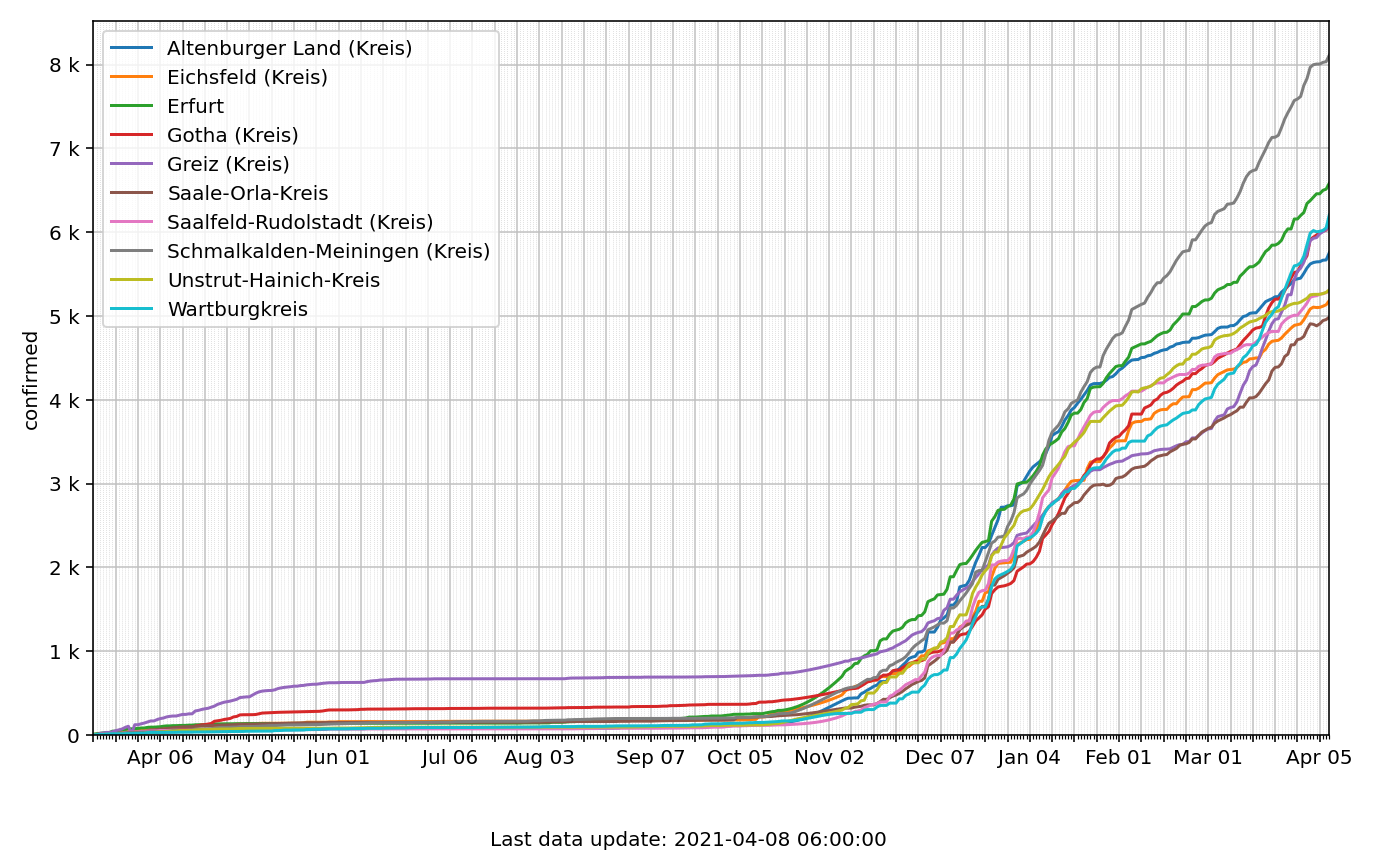 8 k
7 k
6 k
5 k
4 k
3 k
2 k
1 k
0
confirmed
Altenburger Land (Kreis)
Eichsfeld (Kreis)
Erfurt
Gotha (Kreis)
Greiz (Kreis)
Saale-Orla-Kreis
Saalfeld-Rudolstadt (Kreis)
Schmalkalden-Meiningen (Kreis)
Unstrut-Hainich-Kreis
Wartburgkreis
Apr 06 May 04 Jun 01 Jul 06 Aug 03 Sep 07 Oct 05 Nov 02 Dec 07 Jan 04 Feb 01 Mar 01 Apr 05
Last data update: 2021-04-08 06:00:00